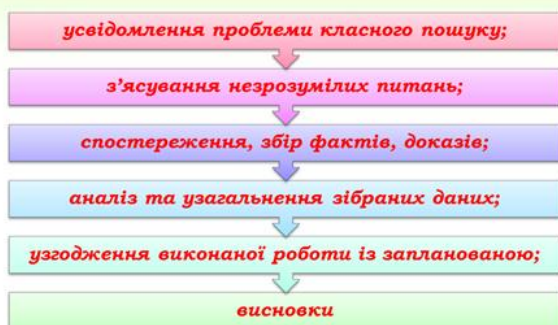 усвідомлення проблеми класного пошуку;
з’ясування незрозумілих питань;
спостереження, збір фактів, доказів;
аналіз та узагальнення зібраних даних;
узгодження виконаної роботи із запланованою;
висновки